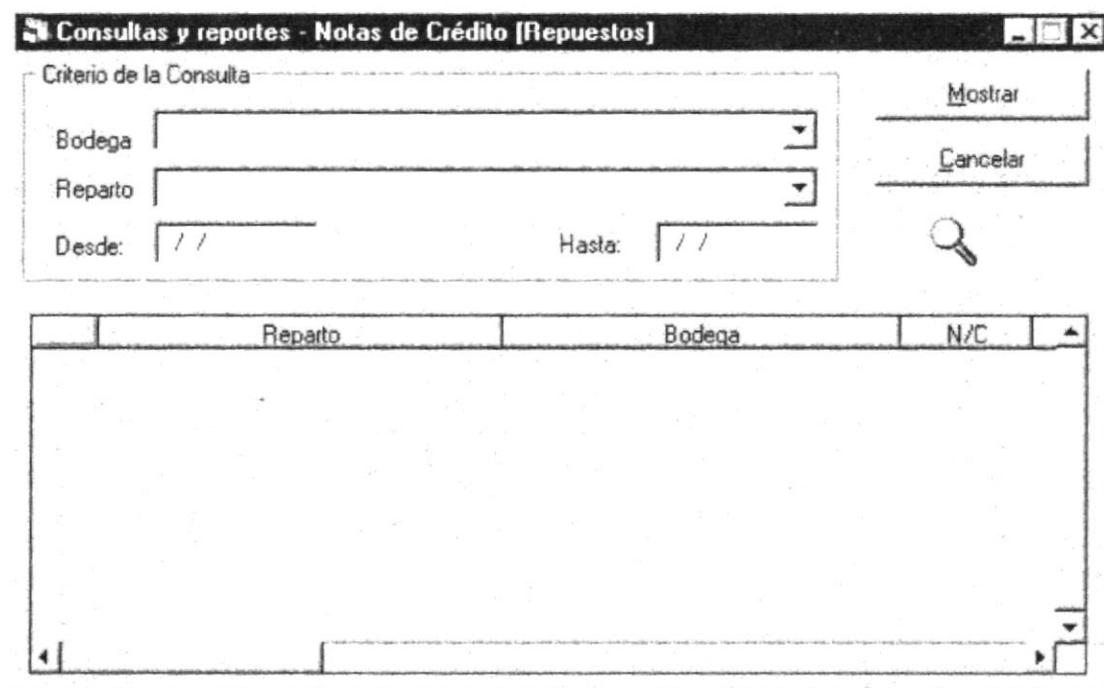 Consultas y reportes - Notas de Crédito [Repuestos]
Criterio de la Consulta
Mostrar
Bodega
Cancelar
Reparto
Desde: / / Hasta: / /
Reparto Bodega N/C